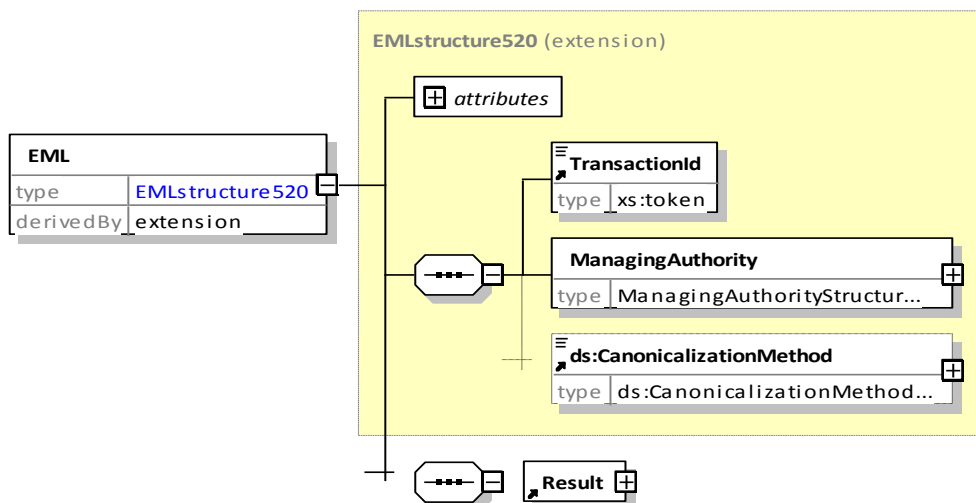 EMLstructure520 (extension)
attributes
EML
type EMLstructure520
derivedBy extension
TransactionId
type xs:token
ManagingAuthority
type ManagingAuthorityStructur...
ds:CanonicalizationMethod
type ds:CanonicalizationMethod...
Result